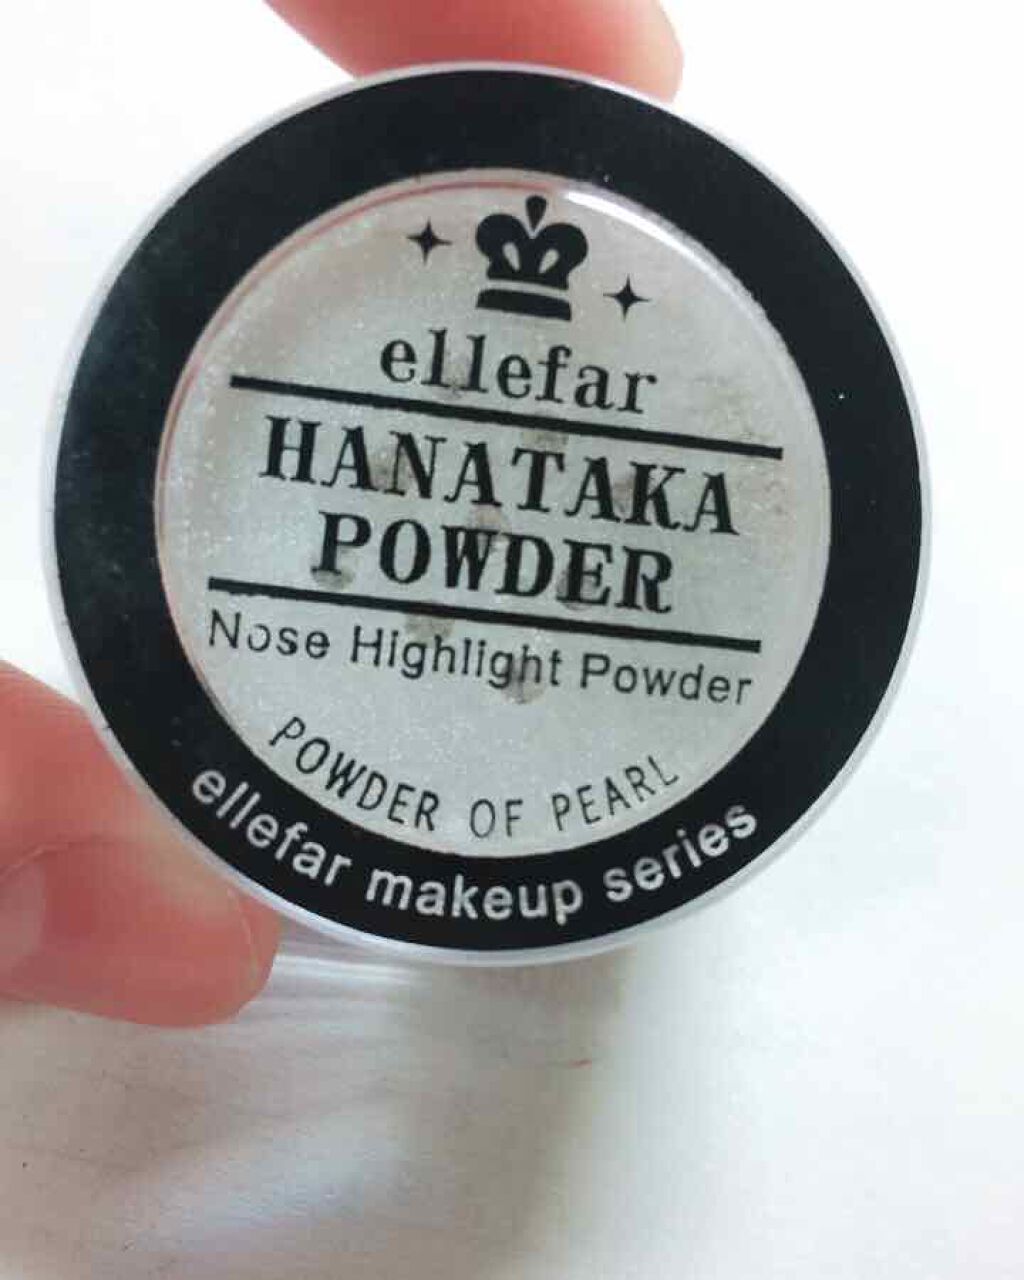 ellefar
HANATAKA
POWDER
Nose Highlight Powder
POWDER OF PEARL
ellefar makeup series